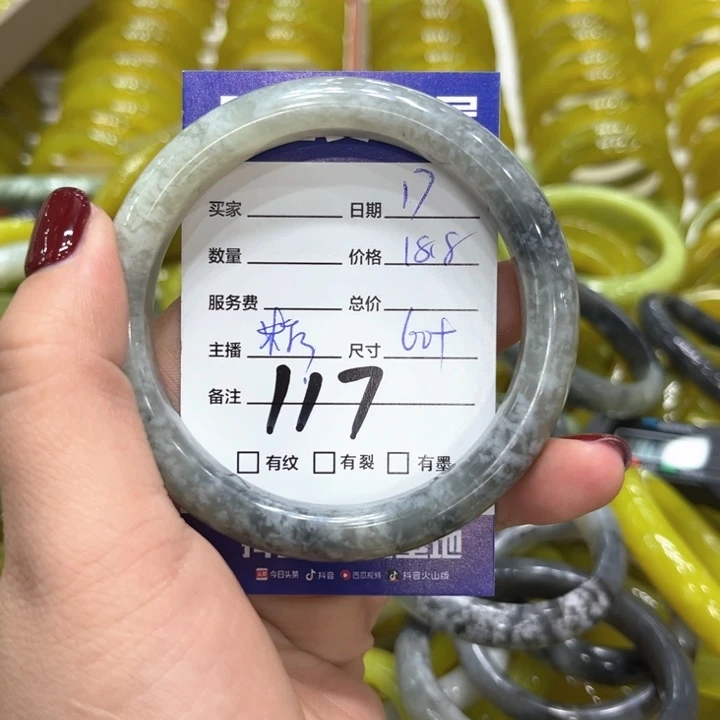 买家 日期 17
数量 价格 188
服务费 总价
主播 尺寸 60+
备注 117
有纹 有裂 有墨
今日头条 抖音 西瓜视频 抖音火山版